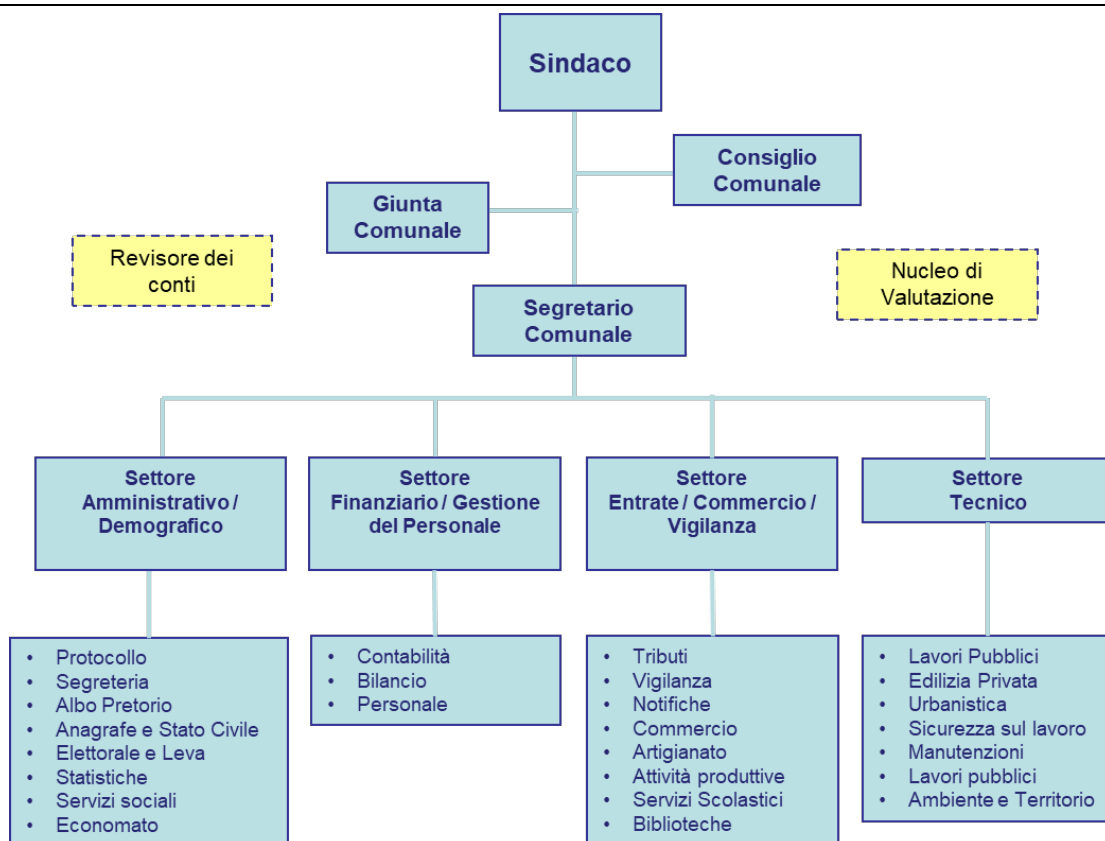 Sindaco
Consiglio
Comunale
Giunta
Comunale
Revisore dei
conti
Nucleo di
Valutazione
Segretario
Comunale
Settore
Amministrativo /
Demografico
Settore
Finanziario / Gestione
del Personale
Settore
Entrate / Commercio /
Vigilanza
Settore
Tecnico
• Protocollo
• Segreteria
• Albo Pretorio
• Anagrafe e Stato Civile
• Elettorale e Leva
• Statistiche
• Servizi sociali
• Economato
• Contabilità
• Bilancio
• Personale
• Tributi
• Vigilanza
• Notifiche
• Commercio
• Artigianato
• Attività produttive
• Servizi Scolastici
• Biblioteche
• Lavori Pubblici
• Edilizia Privata
• Urbanistica
• Sicurezza sul lavoro
• Manutenzioni
• Lavori pubblici
• Ambiente e Territorio